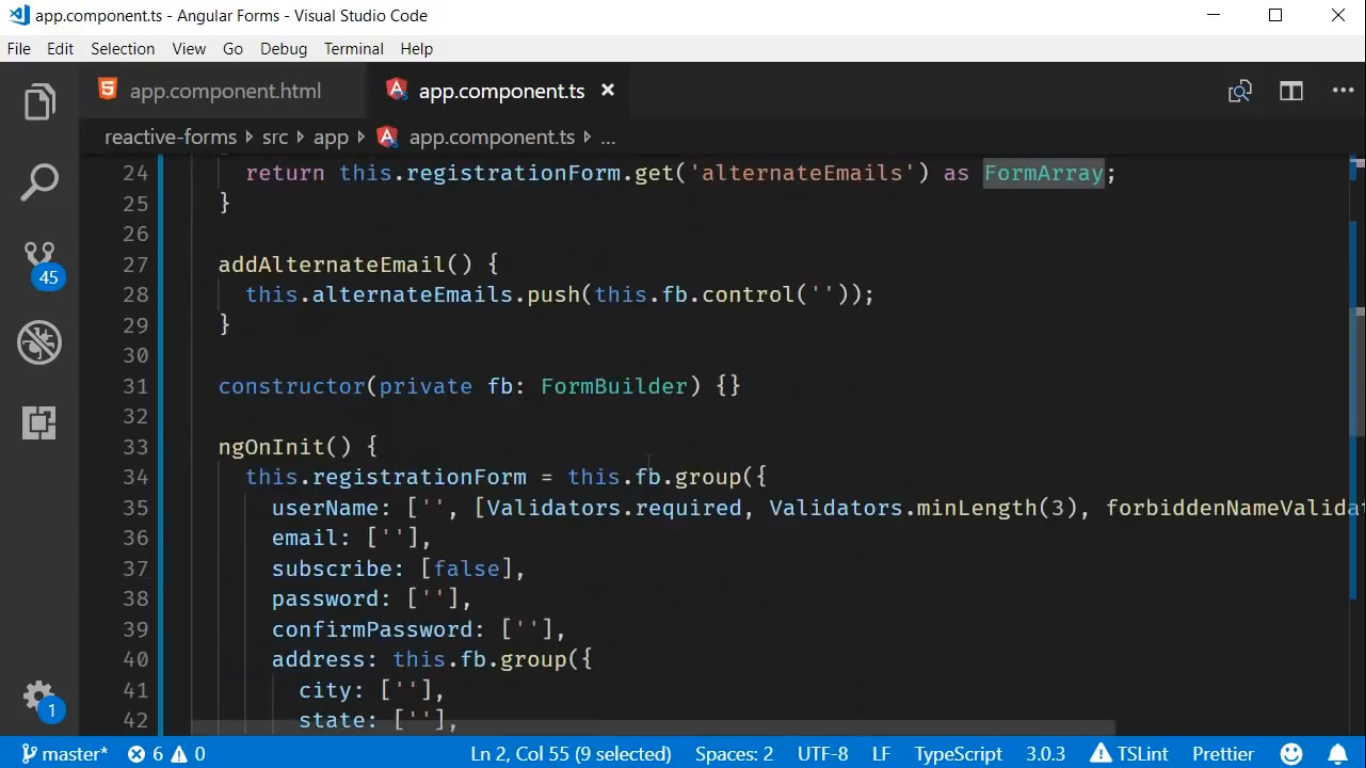 app.component.ts - Angular Forms - Visual Studio Code
File Edit Selection View Go Debug Terminal Help
app.component.html app.component.ts
reactive-forms src app app.component.ts ...
24 return this.registrationForm.get('alternateEmails') as FormArray;
25 }
26
27 addAlternateEmail() {
28 this.alternateEmails.push(this.fb.control(''));
29 }
30
31 constructor(private fb: FormBuilder) {}
32
33 ngOnInit() {
34 this.registrationForm = this.fb.group({
35 userName: ['', [Validators.required, Validators.minLength(3), forbiddenNameValidat
36 email: [''],
37 subscribe: [false],
38 password: [''],
39 confirmPassword: [''],
40 address: this.fb.group({
41 city: [''],
42 state: [''],
45
1
master* 6 0 Ln 2, Col 55 (9 selected) Spaces: 2 UTF-8 LF TypeScript 3.0.3 TSLint Prettier